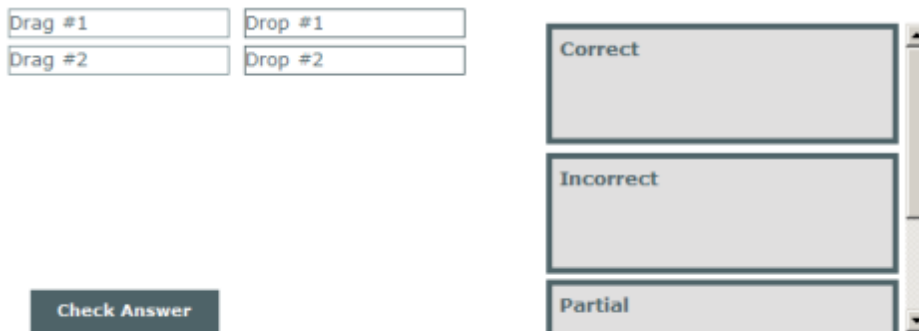 Drag #1 Drop #1
Drag #2 Drop #2
Check Answer
Correct
Incorrect
Partial